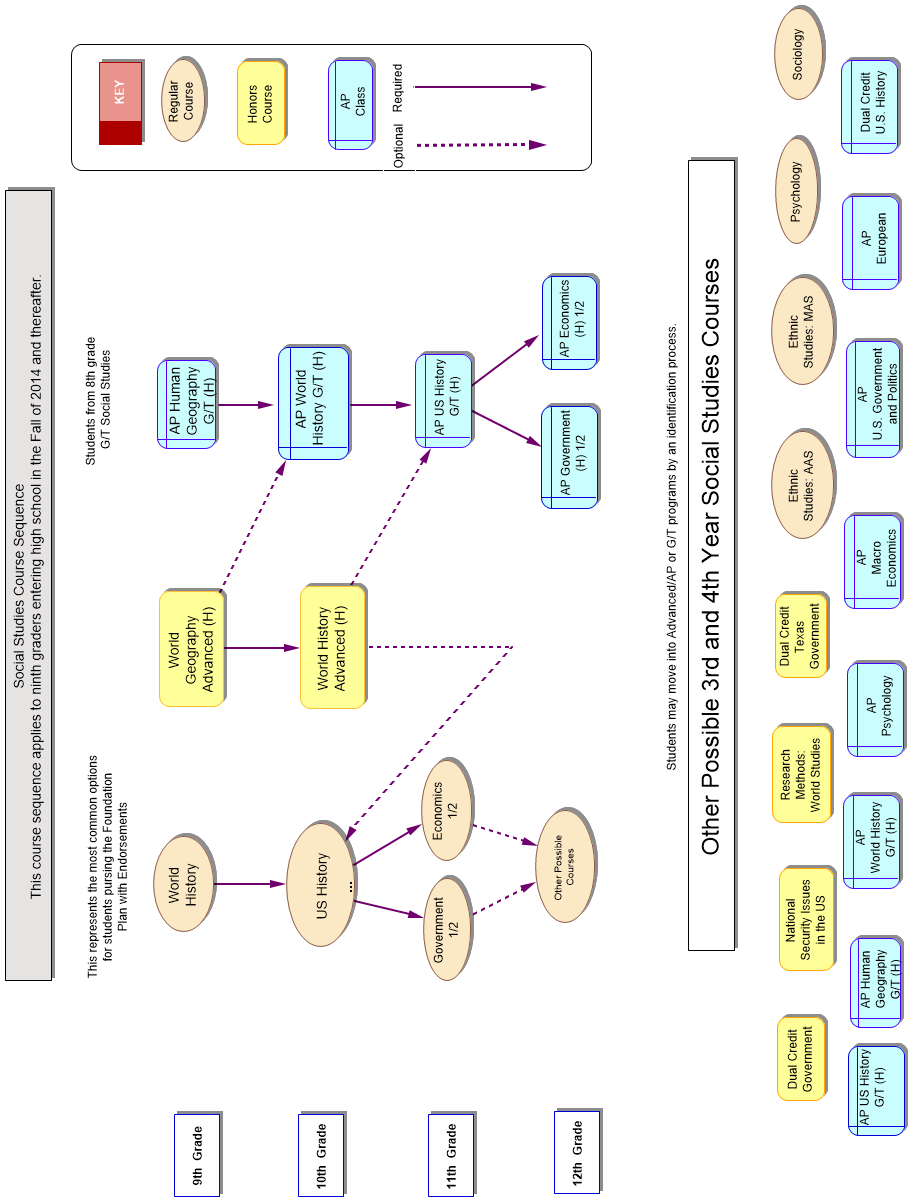 Social Studies Course Sequence
This course sequence applies to ninth graders entering high school in the Fall of 2014 and thereafter.
This represents the most common options
for students pursing the Foundation
Plan with Endorsements
Students from 8th grade
G/T Social Studies
KEY
Regular
Course
Honors
Course
AP
Class
Optional Required
9th Grade
World
History
World
Geography
Advanced (H)
AP Human
Geography
G/T (H)
10th Grade
US History
...
World History
Advanced (H)
AP World
History G/T (H)
11th Grade
Government
1/2
Economics
1/2
AP US History
G/T (H)
12th Grade
Other Possible
Courses
AP Government
(H) 1/2
AP Economics
(H) 1/2
Students may move into Advanced/AP or G/T programs by an identification process.
Other Possible 3rd and 4th Year Social Studies Courses
Dual Credit
Government
National
Security Issues
in the US
Research
Methods:
World Studies
Dual Credit
Texas
Government
Ethnic
Studies: AAS
Ethnic
Studies: MAS
Psychology
Sociology
AP US History
G/T (H)
AP Human
Geography
G/T (H)
AP
World History
G/T (H)
AP
Psychology
AP
Macro
Economics
AP
U.S. Government
and Politics
AP
European
Dual Credit
U.S. History